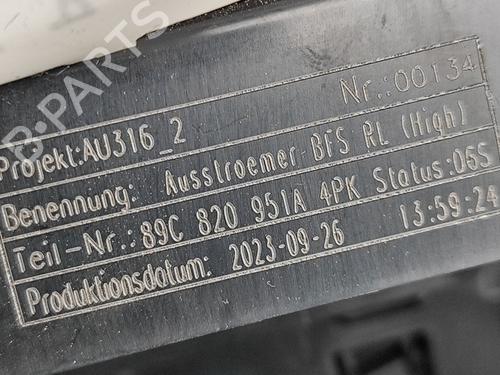 Projekt:AU316_2 Nr.:00134
Benennung: Ausstroemer BFS RL (High)
Teil-Nr.:89C 820 951A 4PK Status:05S
Produktionsdatum: 2023-09-26 13:59:24
B-PARTS